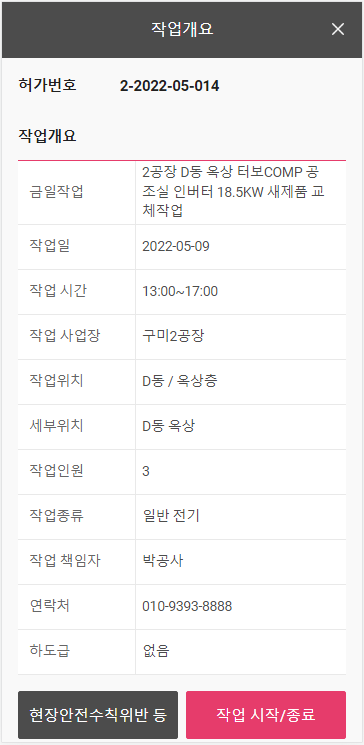 작업개요
허가번호 2-2022-05-014
작업개요
금일작업 2공장 D동 옥상 터보COMP 공
조실 인버터 18.5KW 새제품 교
체작업
작업일 2022-05-09
작업 시간 13:00~17:00
작업 사업장 구미2공장
작업위치 D동 / 옥상층
세부위치 D동 옥상
작업인원 3
작업종류 일반 전기
작업 책임자 박공사
연락처 010-9393-8888
하도급 없음
현장안전수칙위반 등 작업 시작/종료